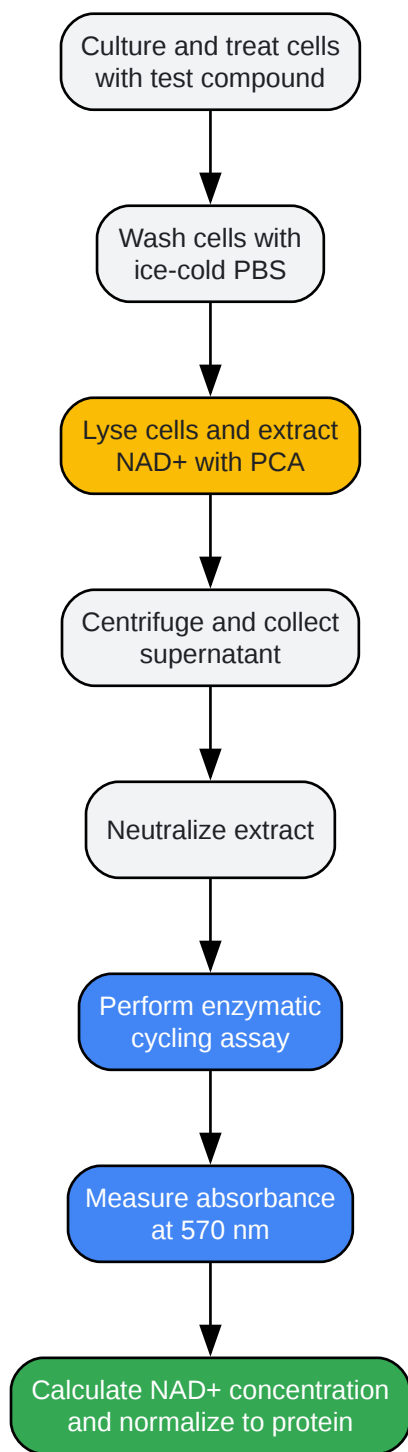 Culture and treat cells
with test compound
Wash cells with
ice-cold PBS
Lyse cells and extract
NAD+ with PCA
Centrifuge and collect
supernatant
Neutralize extract
Perform enzymatic
cycling assay
Measure absorbance
at 570 nm
Calculate NAD+ concentration
and normalize to protein